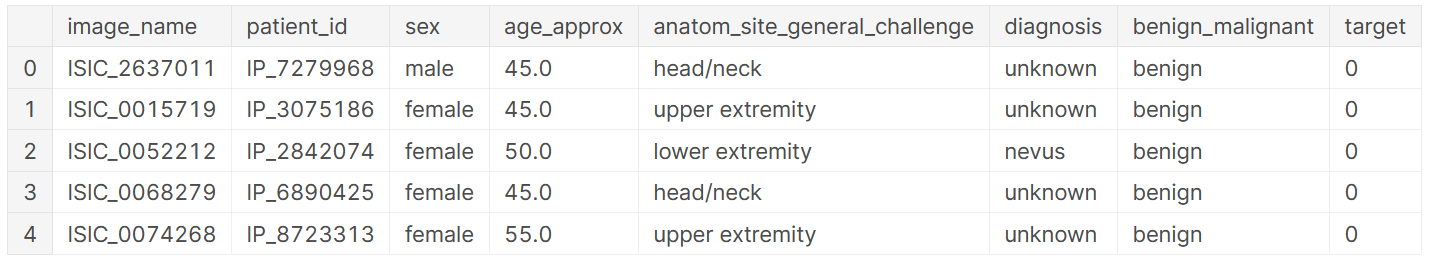 image_name patient_id sex age_approx anatom_site_general_challenge diagnosis benign_malignant target
0 ISIC_2637011 IP_7279968 male 45.0 head/neck unknown benign 0
1 ISIC_0015719 IP_3075186 female 45.0 upper extremity unknown benign 0
2 ISIC_0052212 IP_2842074 female 50.0 lower extremity nevus benign 0
3 ISIC_0068279 IP_6890425 female 45.0 head/neck unknown benign 0
4 ISIC_0074268 IP_8723313 female 55.0 upper extremity unknown benign 0